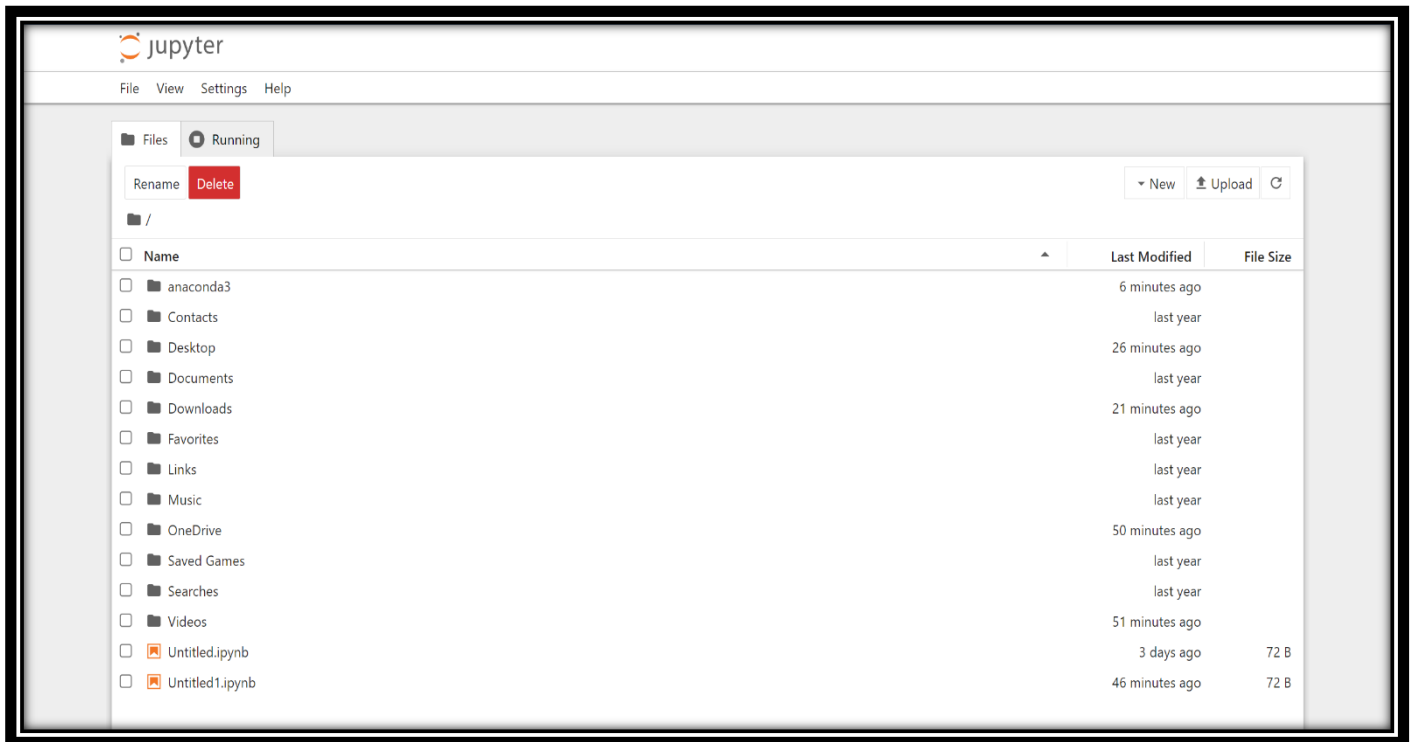 jupyter
File View Settings Help
Files Running
Rename Delete New Upload
/
Name Last Modified File Size
anaconda3 6 minutes ago
Contacts last year
Desktop 26 minutes ago
Documents last year
Downloads 21 minutes ago
Favorites last year
Links last year
Music last year
OneDrive 50 minutes ago
Saved Games last year
Searches last year
Videos 51 minutes ago
Untitled.ipynb 3 days ago 72 B
Untitled1.ipynb 46 minutes ago 72 B